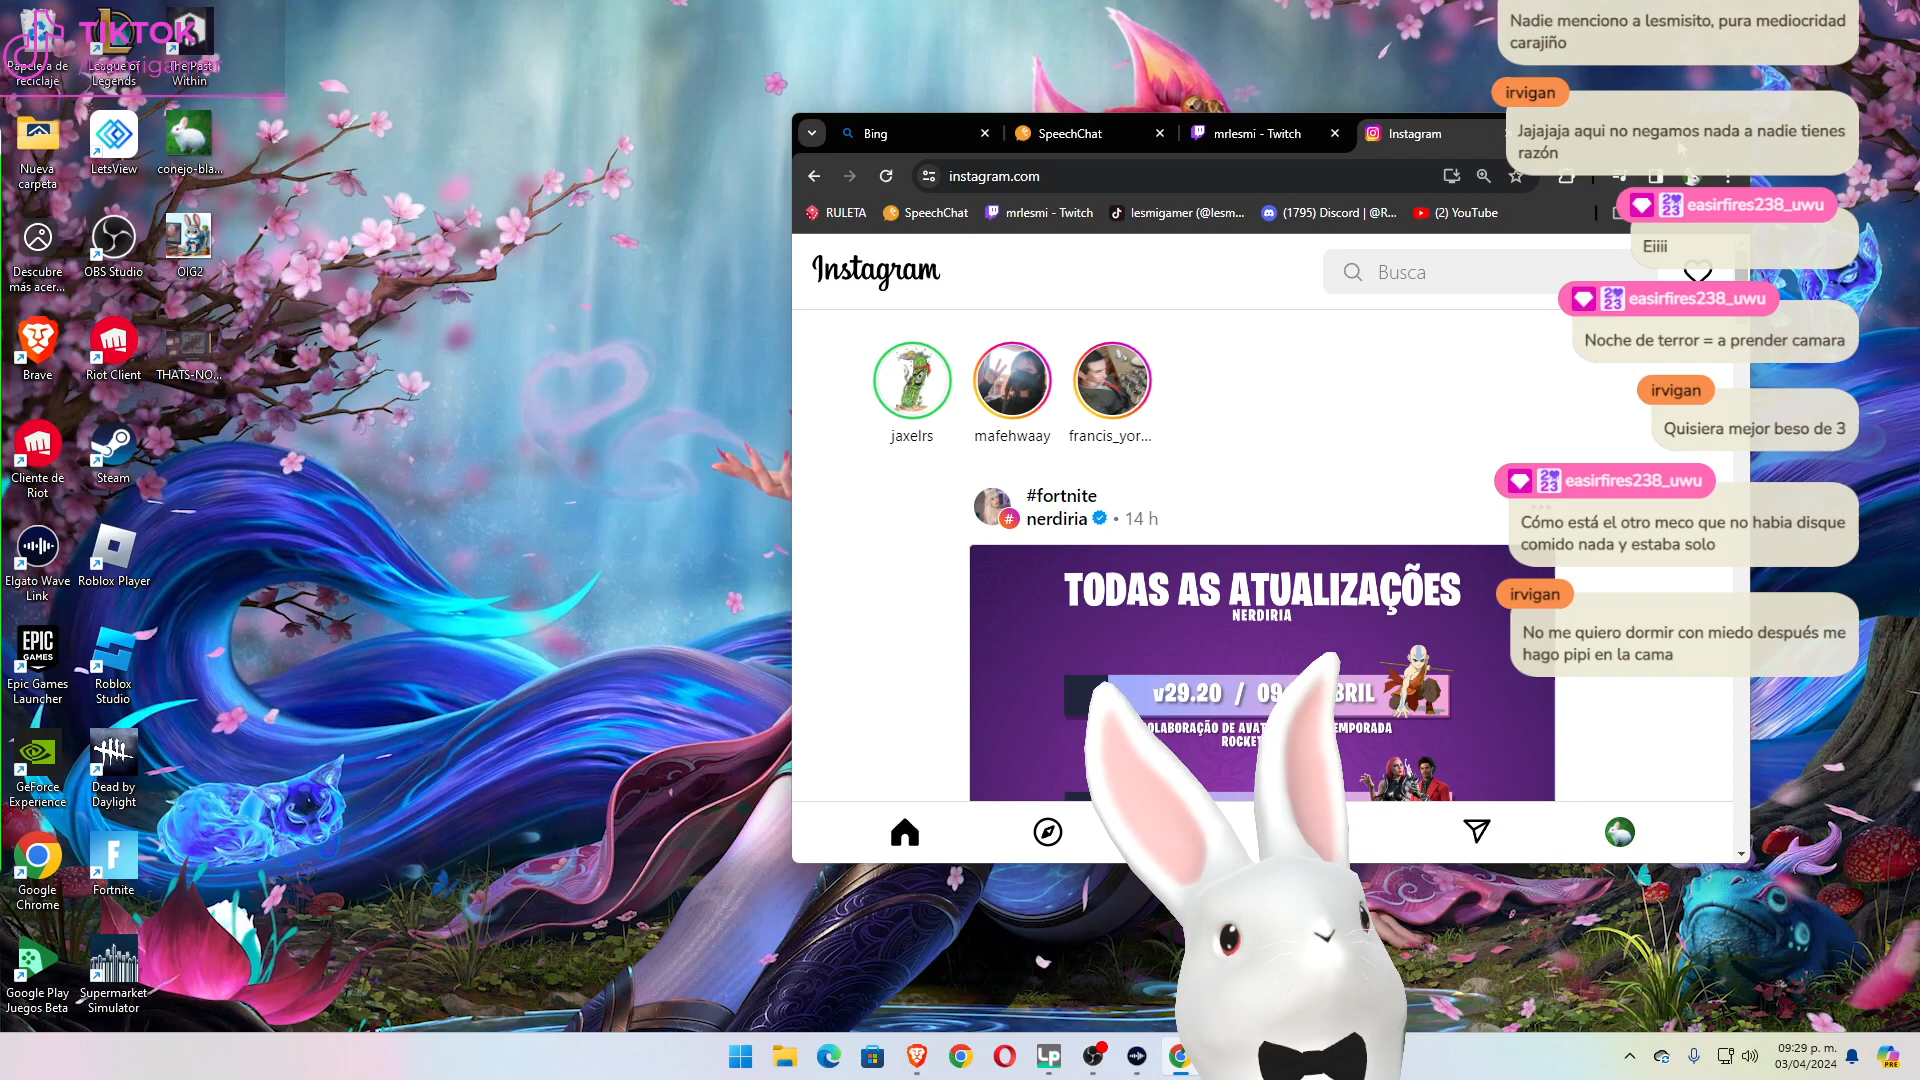 TIKTOK
Papelera de
reciclaje
League of
Legends
The Past
Within
Nueva
carpeta
LetsView
conejo-bla...
Descubre
más acer...
OBS Studio
OIG2
Brave
Riot Client
THATS-NO...
Cliente de
Riot
Steam
Elgato Wave
Link
Roblox Player
EPIC
GAMES
Epic Games
Launcher
Roblox
Studio
GeForce
Experience
Dead by
Daylight
Google
Chrome
Fortnite
Google Play
Juegos Beta
Supermarket
Simulator
Bing
SpeechChat
mrlesmi - Twitch
Instagram
instagram.com
RULETA
SpeechChat
mrlesmi - Twitch
lesmigamer (@lesm...
(1795) Discord | @R...
(2) YouTube
Instagram
Busca
jaxelrs
mafehwaay
francis_yor...
#fortnite
nerdiria • 14 h
TODAS AS ATUALIZAÇÕES
NERDIRIA
v29.20 / 09
BRIL
OLABORAÇÃO DE AVA
EMPORADA
ROCKET
Nadie menciono a lesmisito, pura mediocridad
carajiño
irvigan
Jajajaja aqui no negamos nada a nadie tienes
razón
easirfires238_uwu
Eiiii
easirfires238_uwu
Noche de terror = a prender camara
irvigan
Quisiera mejor beso de 3
easirfires238_uwu
Cómo está el otro meco que no habia disque
comido nada y estaba solo
irvigan
No me quiero dormir con miedo después me
hago pipi en la cama
09:29 p. m.
03/04/2024